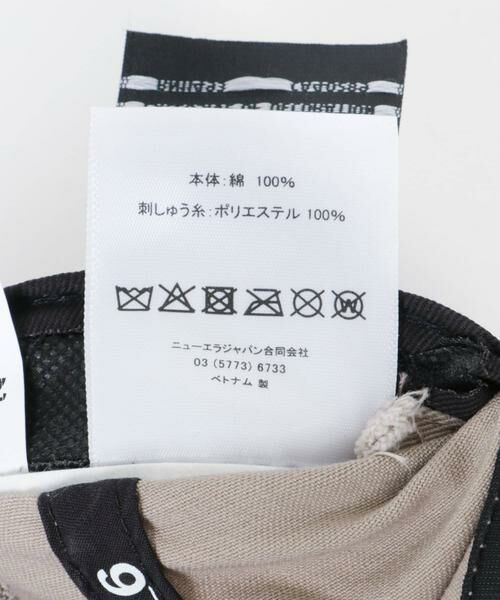 本体:綿 100%
刺しゅう糸:ポリエステル 100%
W
ニューエラジャパン合同会社
03 (5773) 6733
ベトナム 製
9